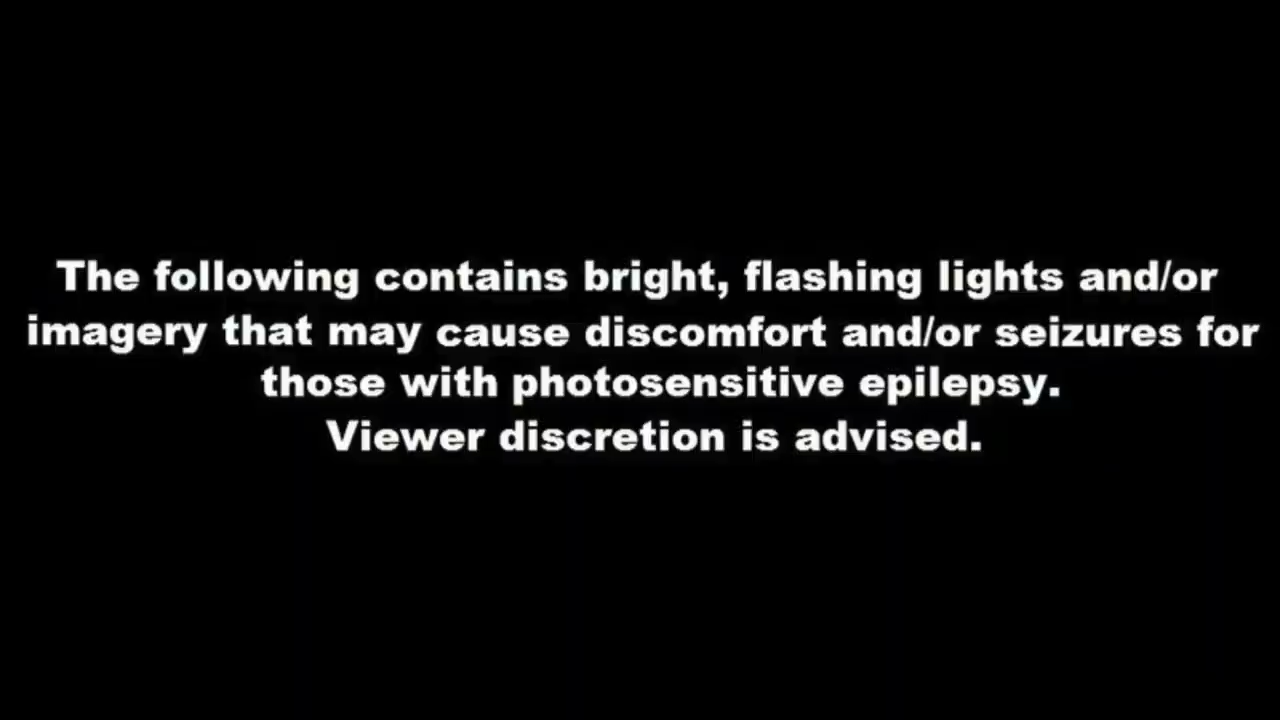 The following contains bright, flashing lights and/or
imagery that may cause discomfort and/or seizures for
those with photosensitive epilepsy.
Viewer discretion is advised.